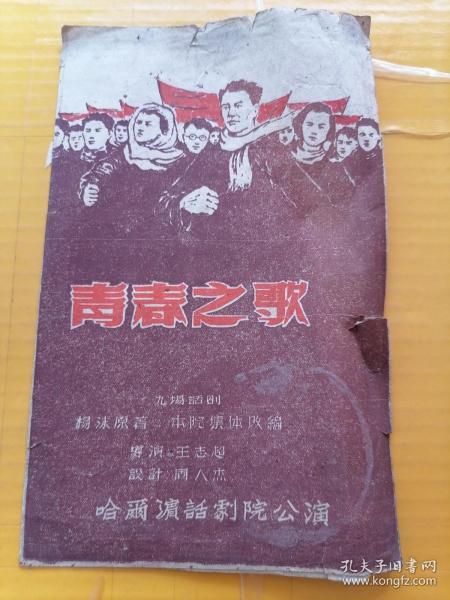 青春之歌
九場話剧
楊沫原著 本院集体改編
導演 王志超
設計 周人杰
哈爾濱話劇院公演
孔夫子旧书网
www.kongfz.com